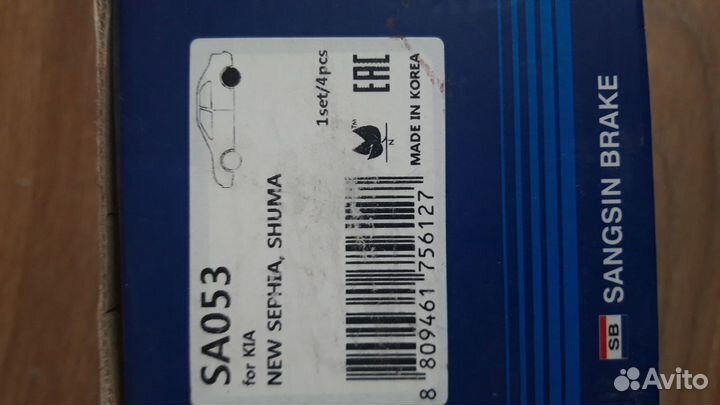 SA053
for KIA
NEW SEPHIA, SHUMA
1set/4pcs
TM
N
EAC
MADE IN KOREA
8 809461 756127
SB SANGSIN BRAKE
Avito